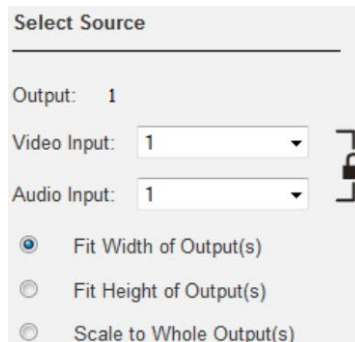 Select Source
Output: 1
Video Input: 1
Audio Input: 1
Fit Width of Output(s)
Fit Height of Output(s)
Scale to Whole Output(s)